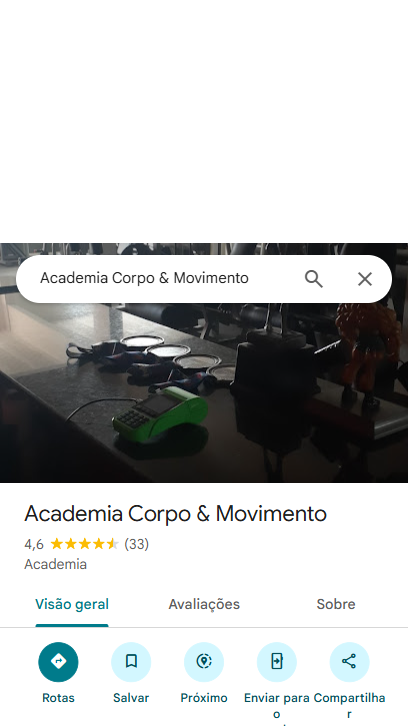 Academia Corpo & Movimento
Academia Corpo & Movimento
4,6 (33)
Academia
Visão geral Avaliações Sobre
Rotas Salvar Próximo Enviar para Compartilha
o r